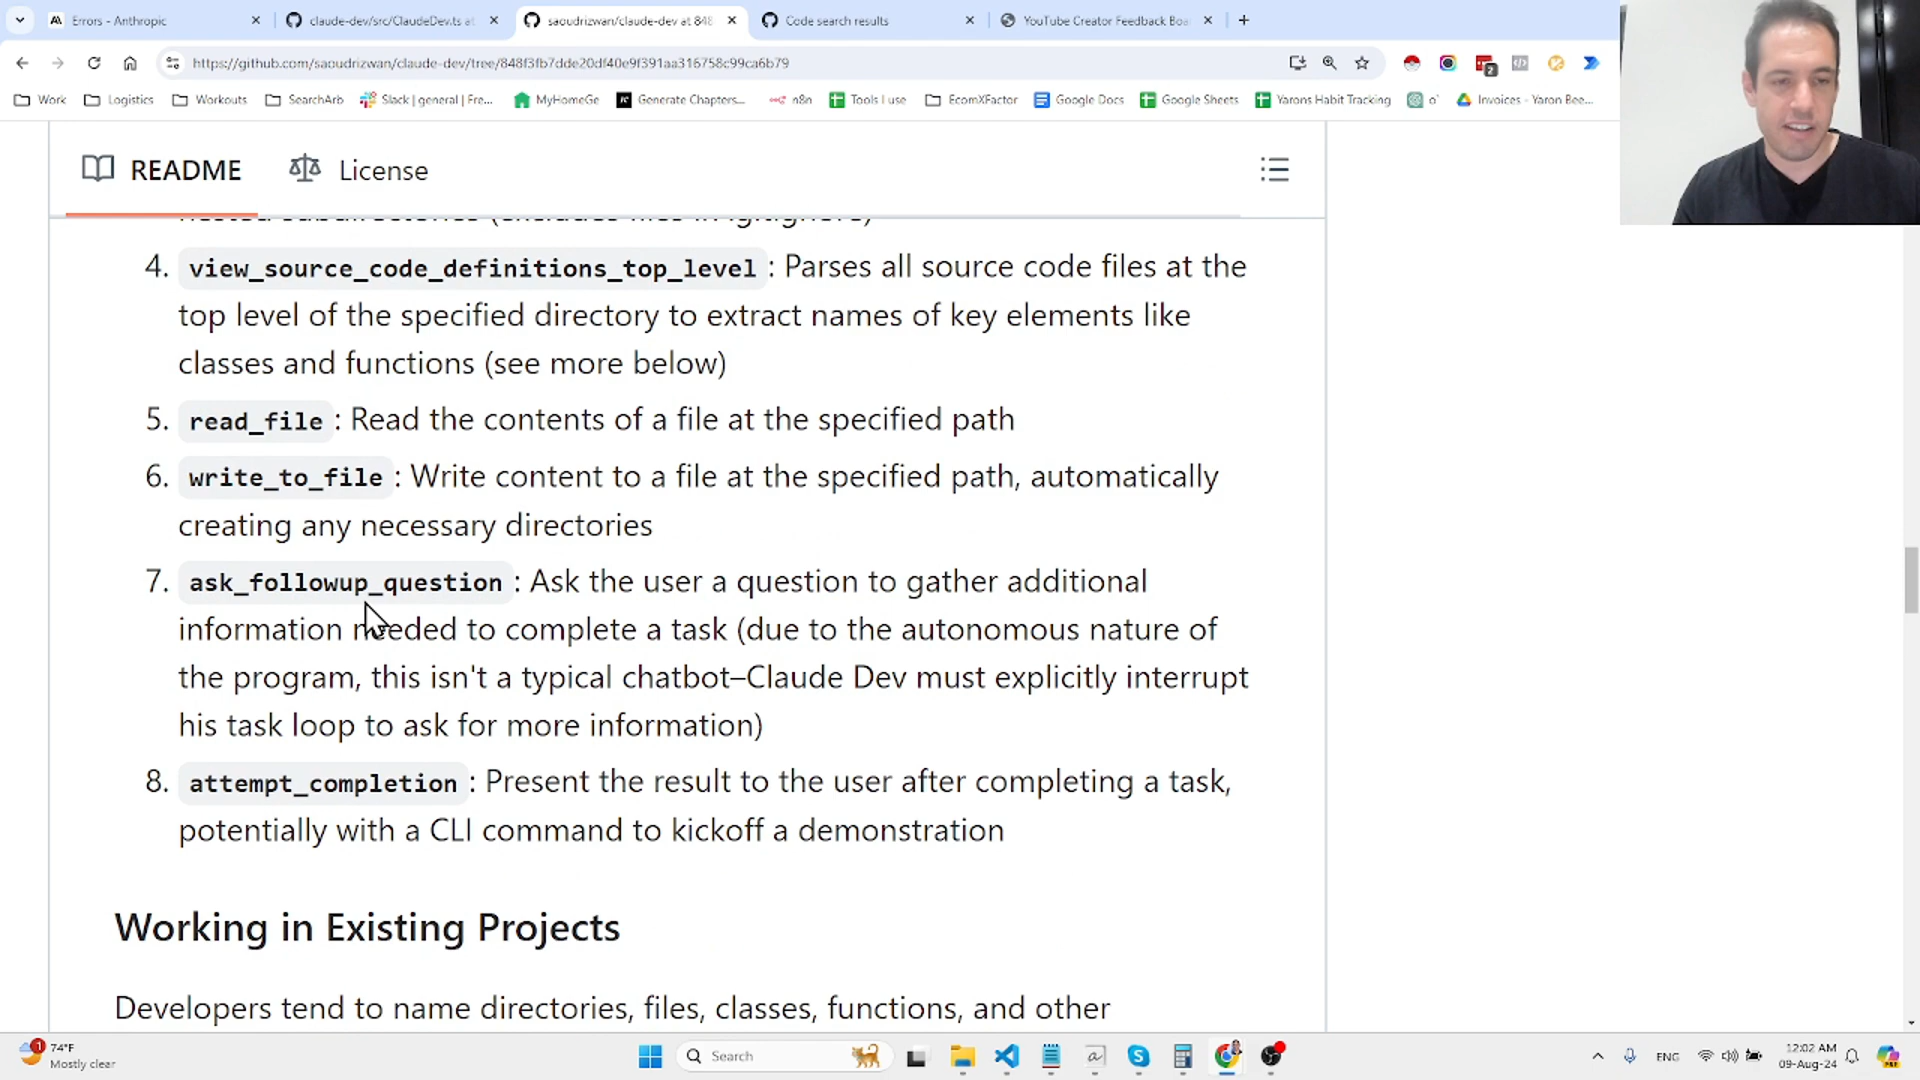 Errors - Anthropic
claude-dev/src/ClaudeDev.ts at
saoudrizwan/claude-dev at 848
Code search results
YouTube Creator Feedback Boa
https://github.com/saoudrizwan/claude-dev/tree/848f3fb7dde20df40e9f391aa316758c99ca6b79
2
Work
Logistics
Workouts
SearchArb
Slack | general | Fre...
MyHomeGe
Generate Chapters...
n8n
Tools I use
EcomXFactor
Google Docs
Google Sheets
Yarons Habit Tracking
o'
Invoices - Yaron Bee...
README
License
nested subdirectories (excludes files in .gitignore)
4. view_source_code_definitions_top_level: Parses all source code files at the
top level of the specified directory to extract names of key elements like
classes and functions (see more below)
5. read_file: Read the contents of a file at the specified path
6. write_to_file: Write content to a file at the specified path, automatically
creating any necessary directories
7. ask_followup_question: Ask the user a question to gather additional
information needed to complete a task (due to the autonomous nature of
the program, this isn't a typical chatbot–Claude Dev must explicitly interrupt
his task loop to ask for more information)
8. attempt_completion: Present the result to the user after completing a task,
potentially with a CLI command to kickoff a demonstration
Working in Existing Projects
Developers tend to name directories, files, classes, functions, and other
1
74°F
Mostly clear
Search
ENG
12:02 AM
09-Aug-24